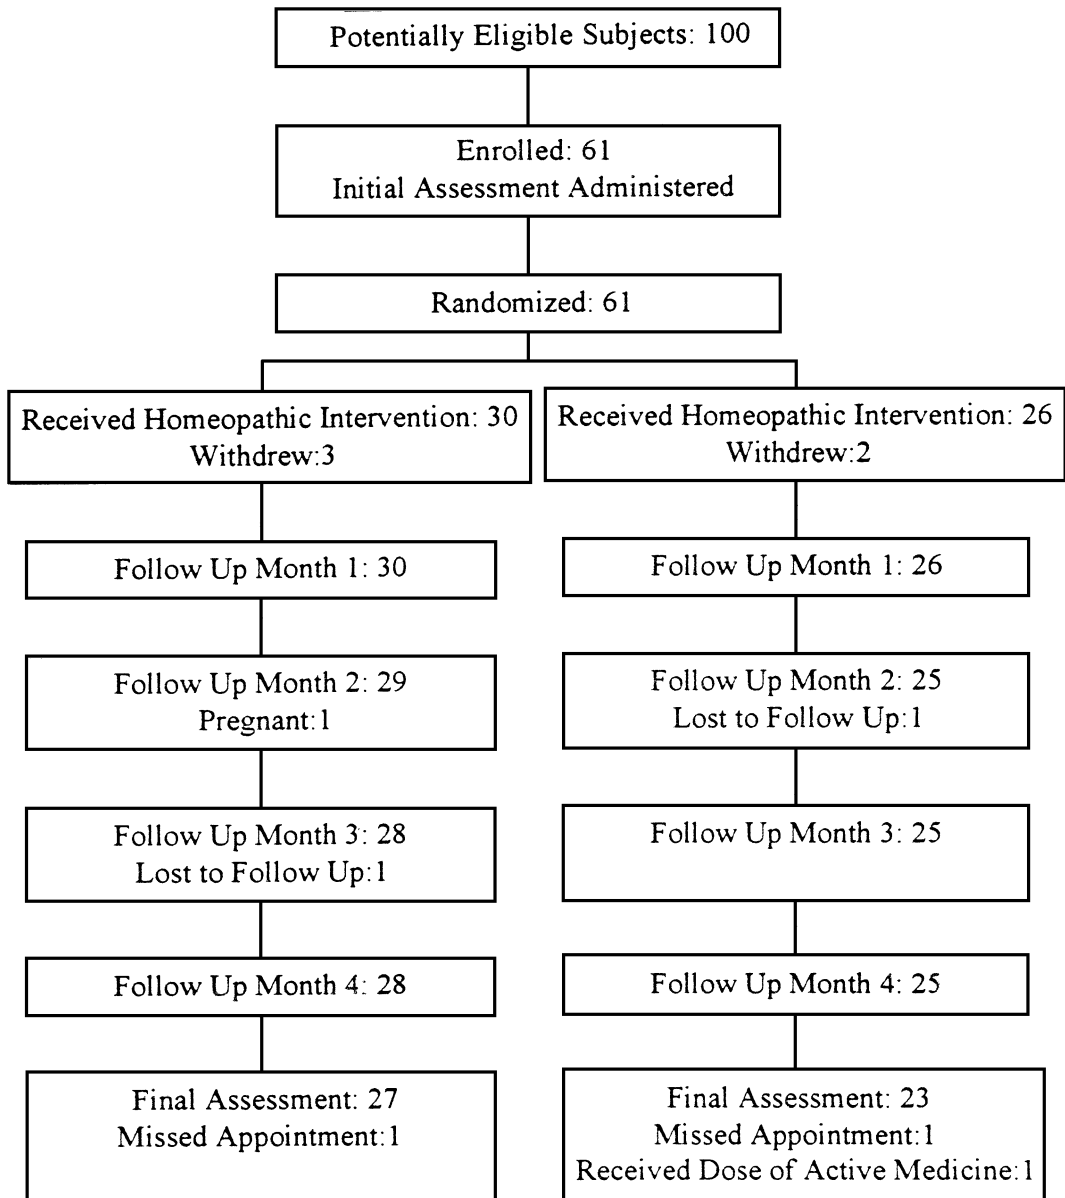 Potentially Eligible Subjects: 100
Enrolled: 61
Initial Assessment Administered
Randomized: 61
Received Homeopathic Intervention: 30
Withdrew:3
Follow Up Month 1: 30
Follow Up Month 2: 29
Pregnant:1
Follow Up Month 3: 28
Lost to Follow Up:1
Follow Up Month 4: 28
Final Assessment: 27
Missed Appointment:1
Received Homeopathic Intervention: 26
Withdrew:2
Follow Up Month 1: 26
Follow Up Month 2: 25
Lost to Follow Up:1
Follow Up Month 3: 25
Follow Up Month 4: 25
Final Assessment: 23
Missed Appointment:1
Received Dose of Active Medicine:1